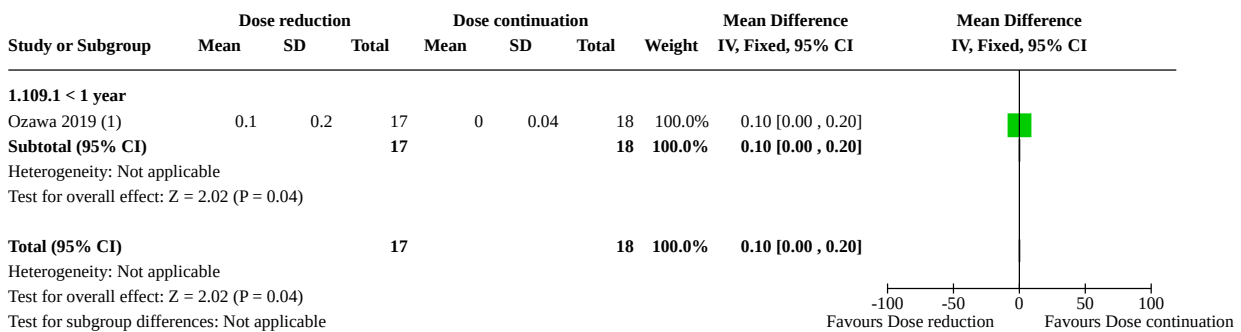 Dose reduction Dose continuation Mean Difference Mean Difference
Study or Subgroup Mean SD Total Mean SD Total Weight IV, Fixed, 95% CI IV, Fixed, 95% CI
1.109.1 < 1 year
Ozawa 2019 (1) 0.1 0.2 17 0 0.04 18 100.0% 0.10 [0.00 , 0.20]
Subtotal (95% CI) 17 18 100.0% 0.10 [0.00 , 0.20]
Heterogeneity: Not applicable
Test for overall effect: Z = 2.02 (P = 0.04)
Total (95% CI) 17 18 100.0% 0.10 [0.00 , 0.20]
Heterogeneity: Not applicable
Test for overall effect: Z = 2.02 (P = 0.04)
-100 -50 0 50 100
Test for subgroup differences: Not applicable Favours Dose reduction Favours Dose continuation